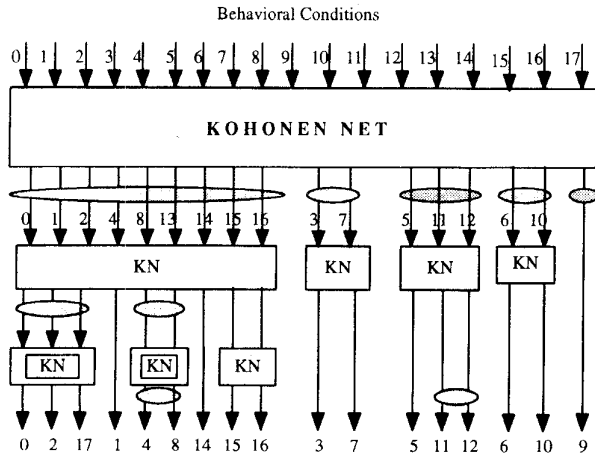 Behavioral Conditions
0 1 2 3 4 5 6 7 8 9 10 11 12 13 14 15 16 17
KOHONEN NET
0 1 2 4 8 13 14 15 16 3 7 5 11 12 6 10
KN KN KN KN
KN KN KN
0 2 17 1 4 8 14 15 16 3 7 5 11 12 6 10 9